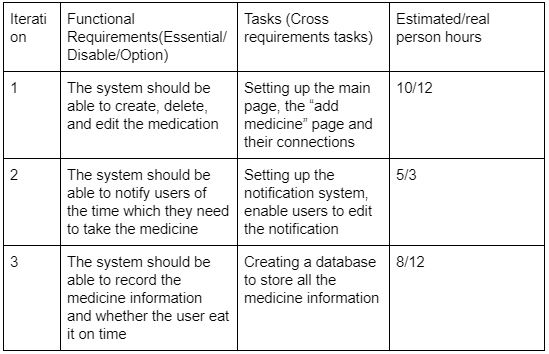 Iterati
on
Functional
Requirements(Essential/
Disable/Option)
Tasks (Cross
requirements tasks)
Estimated/real
person hours
1
The system should be
able to create, delete,
and edit the medication
Setting up the main
page, the “add
medicine” page and
their connections
10/12
2
The system should be
able to notify users of
the time which they need
to take the medicine
Setting up the
notification system,
enable users to edit
the notification
5/3
3
The system should be
able to record the
medicine information
and whether the user eat
it on time
Creating a database
to store all the
medicine information
8/12